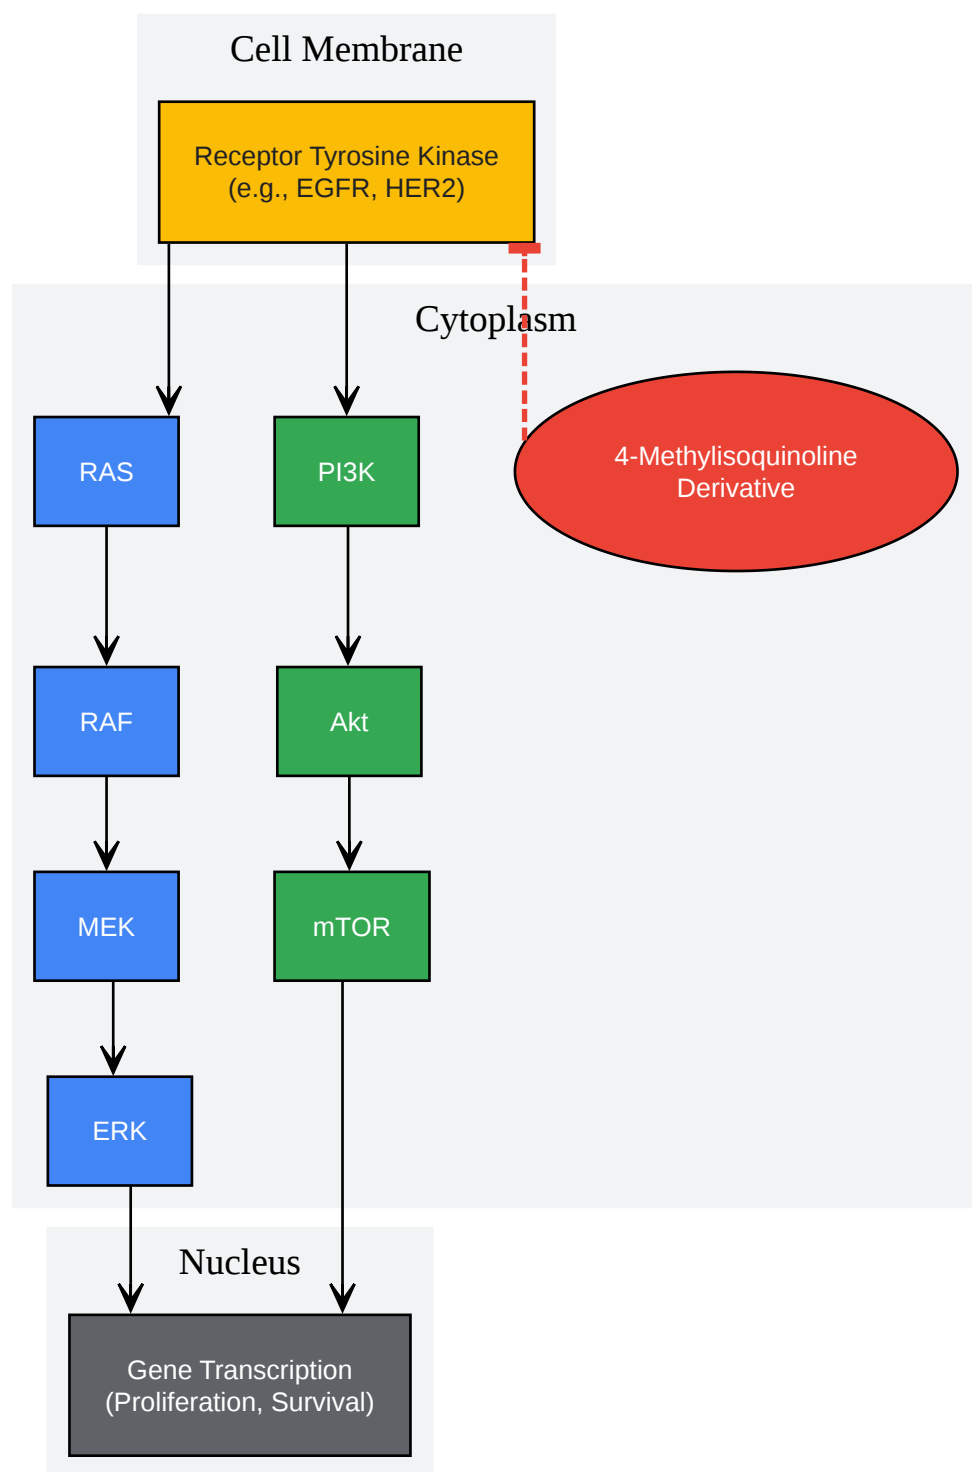 Cell Membrane
Receptor Tyrosine Kinase
(e.g., EGFR, HER2)
Cytoplasm
RAS
PI3K
4-Methylisoquinoline
Derivative
RAF
Akt
MEK
mTOR
ERK
Nucleus
Gene Transcription
(Proliferation, Survival)